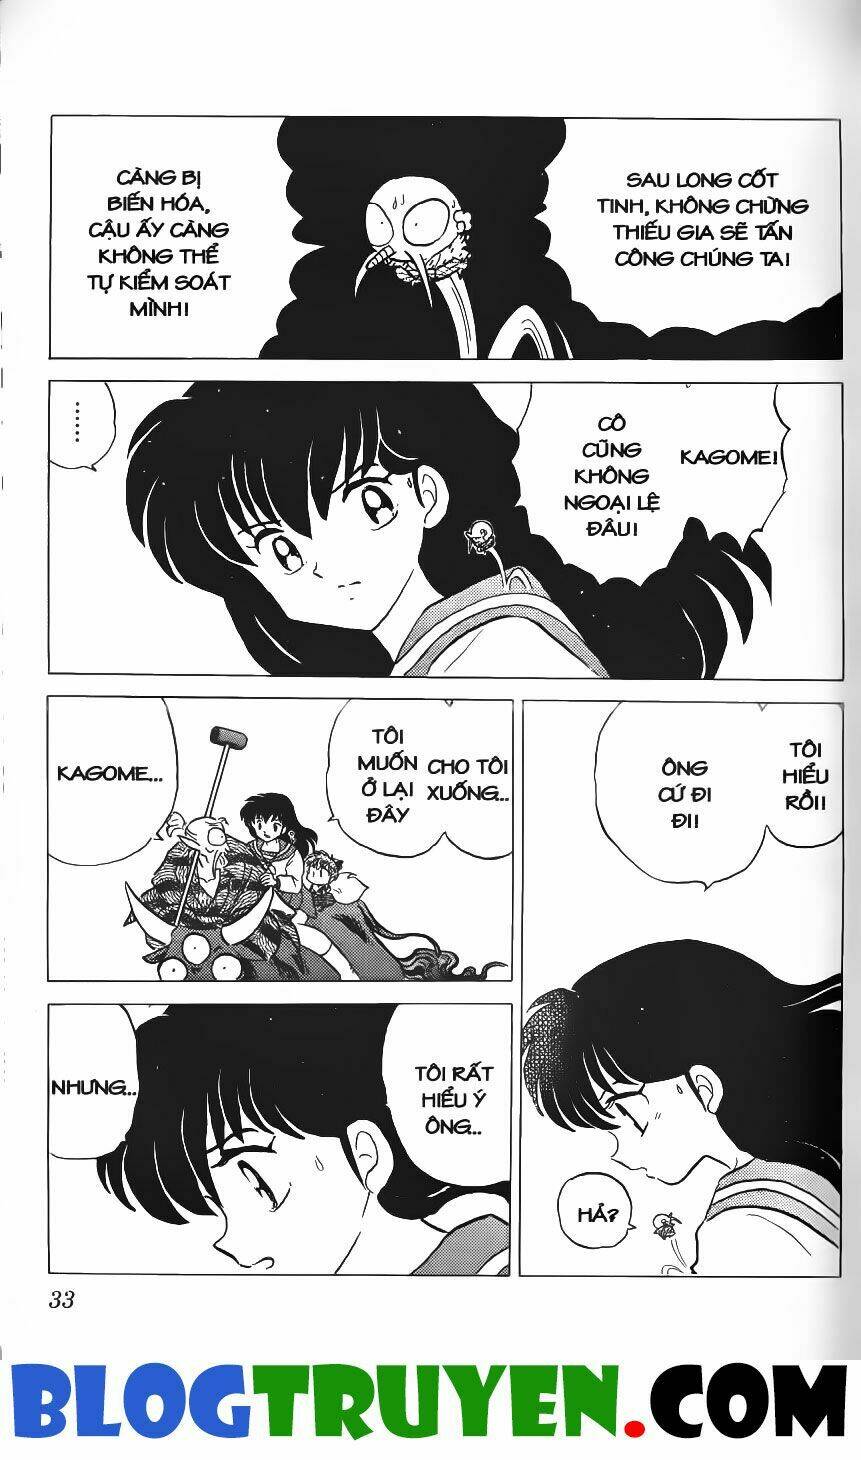 SAU LONG CỐT
TINH, KHÔNG CHỪNG
THIẾU GIA SẼ TẤN
CÔNG CHÚNG TA!
CÀNG BỊ
BIẾN HÓA,
CẬU ẤY CÀNG
KHÔNG THỂ
TỰ KIỂM SOÁT
MÌNH!
KAGOME!
CÔ
CŨNG
KHÔNG
NGOẠI LỆ
ĐÂU!
.......
TÔI
HIỂU
RỒI!
ÔNG
CỨ ĐI
ĐI!
HẢ?
CHO TÔI
XUỐNG...
TÔI
MUỐN
Ở LẠI
ĐÂY
KAGOME...
TÔI RẤT
HIỂU Ý
ÔNG...
NHƯNG...
33
BLOGTRUYEN.COM